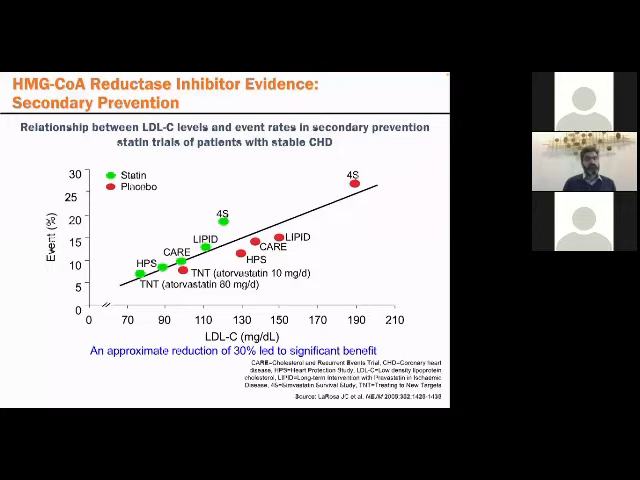 HMG-CoA Reductase Inhibitor Evidence:
Secondary Prevention
Relationship between LDL-C levels and event rates in secondary prevention
statin trials of patients with stable CHD
30
25
20
15
10
5
0
Event (%)
Statin
Placebo
4S
4S
LIPID
LIPID
CARE
CARE
HPS
HPS
TNT (utorvastatin 10 mg/d)
TNT (atorvastatin 80 mg/d)
0 70 90 110 130 150 170 190 210
LDL-C (mg/dL)
An approximate reduction of 30% led to significant benefit
CARE=Cholesterol and Recurrent Events Trial, CHD=Coronary heart
disease, HPS=Heart Protection Study, LDL-C=Low density lipoprotein
cholesterol, LIPID=Long-term Intervention with Pravastatin in Ischaemic
Disease, 4S=Simvastatin Survival Study, TNT=Treating to New Targets
Source: LaRosa JC et al. NEJM 2005;352:1425-1435